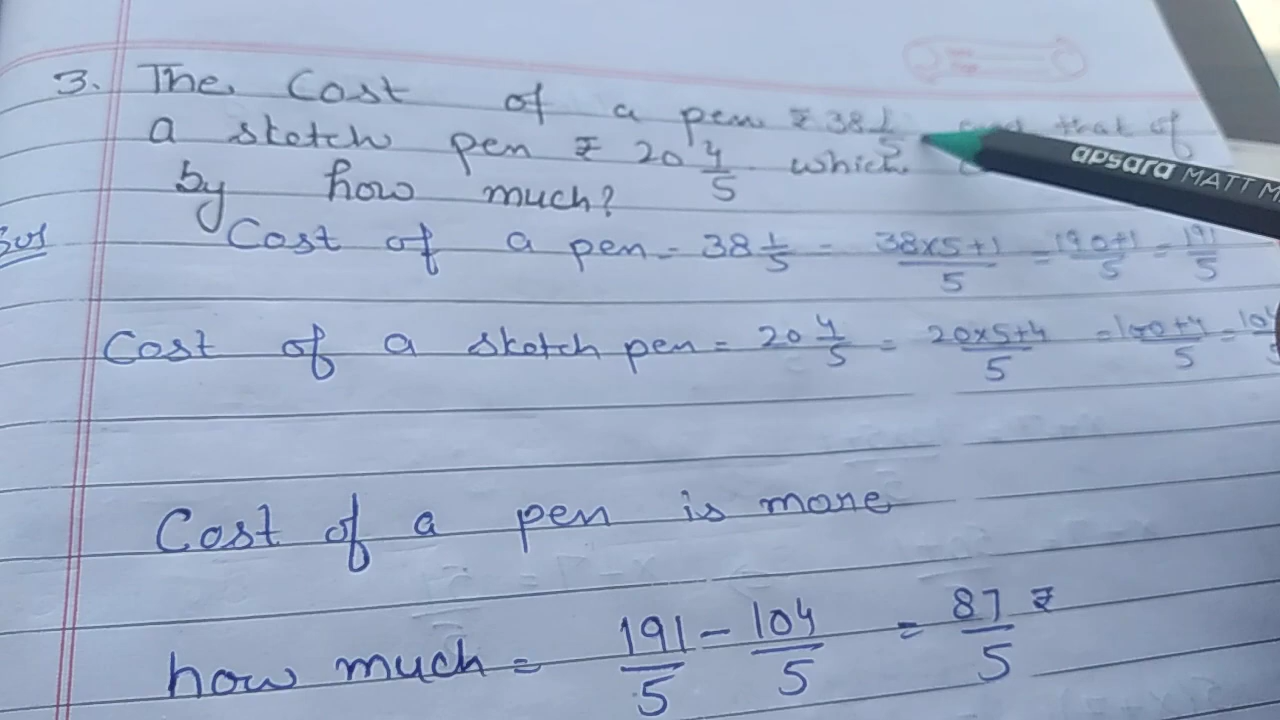 3. The Cost of a pen ₹ 38 1/5 and that of
a sketch pen ₹ 20 4/5 which
by how much?
Sol Cost of a pen = 38 1/5 = 38×5+1/5 = 190+1/5 = 191/5
Cost of a sketch pen = 20 4/5 = 20×5+4/5 = 100+4/5 = 104/5
Cost of a pen is more
how much = 191/5 - 104/5 = 87/5 ₹
apsara MATT M